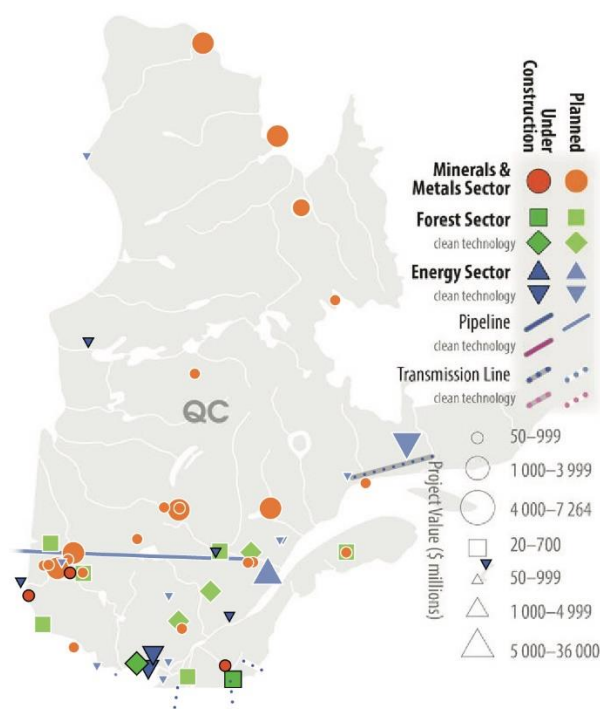 Under
Construction
Planned
Minerals &
Metals Sector
Forest Sector
clean technology
Energy Sector
clean technology
Pipeline
clean technology
Transmission Line
clean technology
QC
Project Value ($ millions)
50–999
1 000–3 999
4 000–7 264
20–700
50–999
1 000–4 999
5 000–36 000